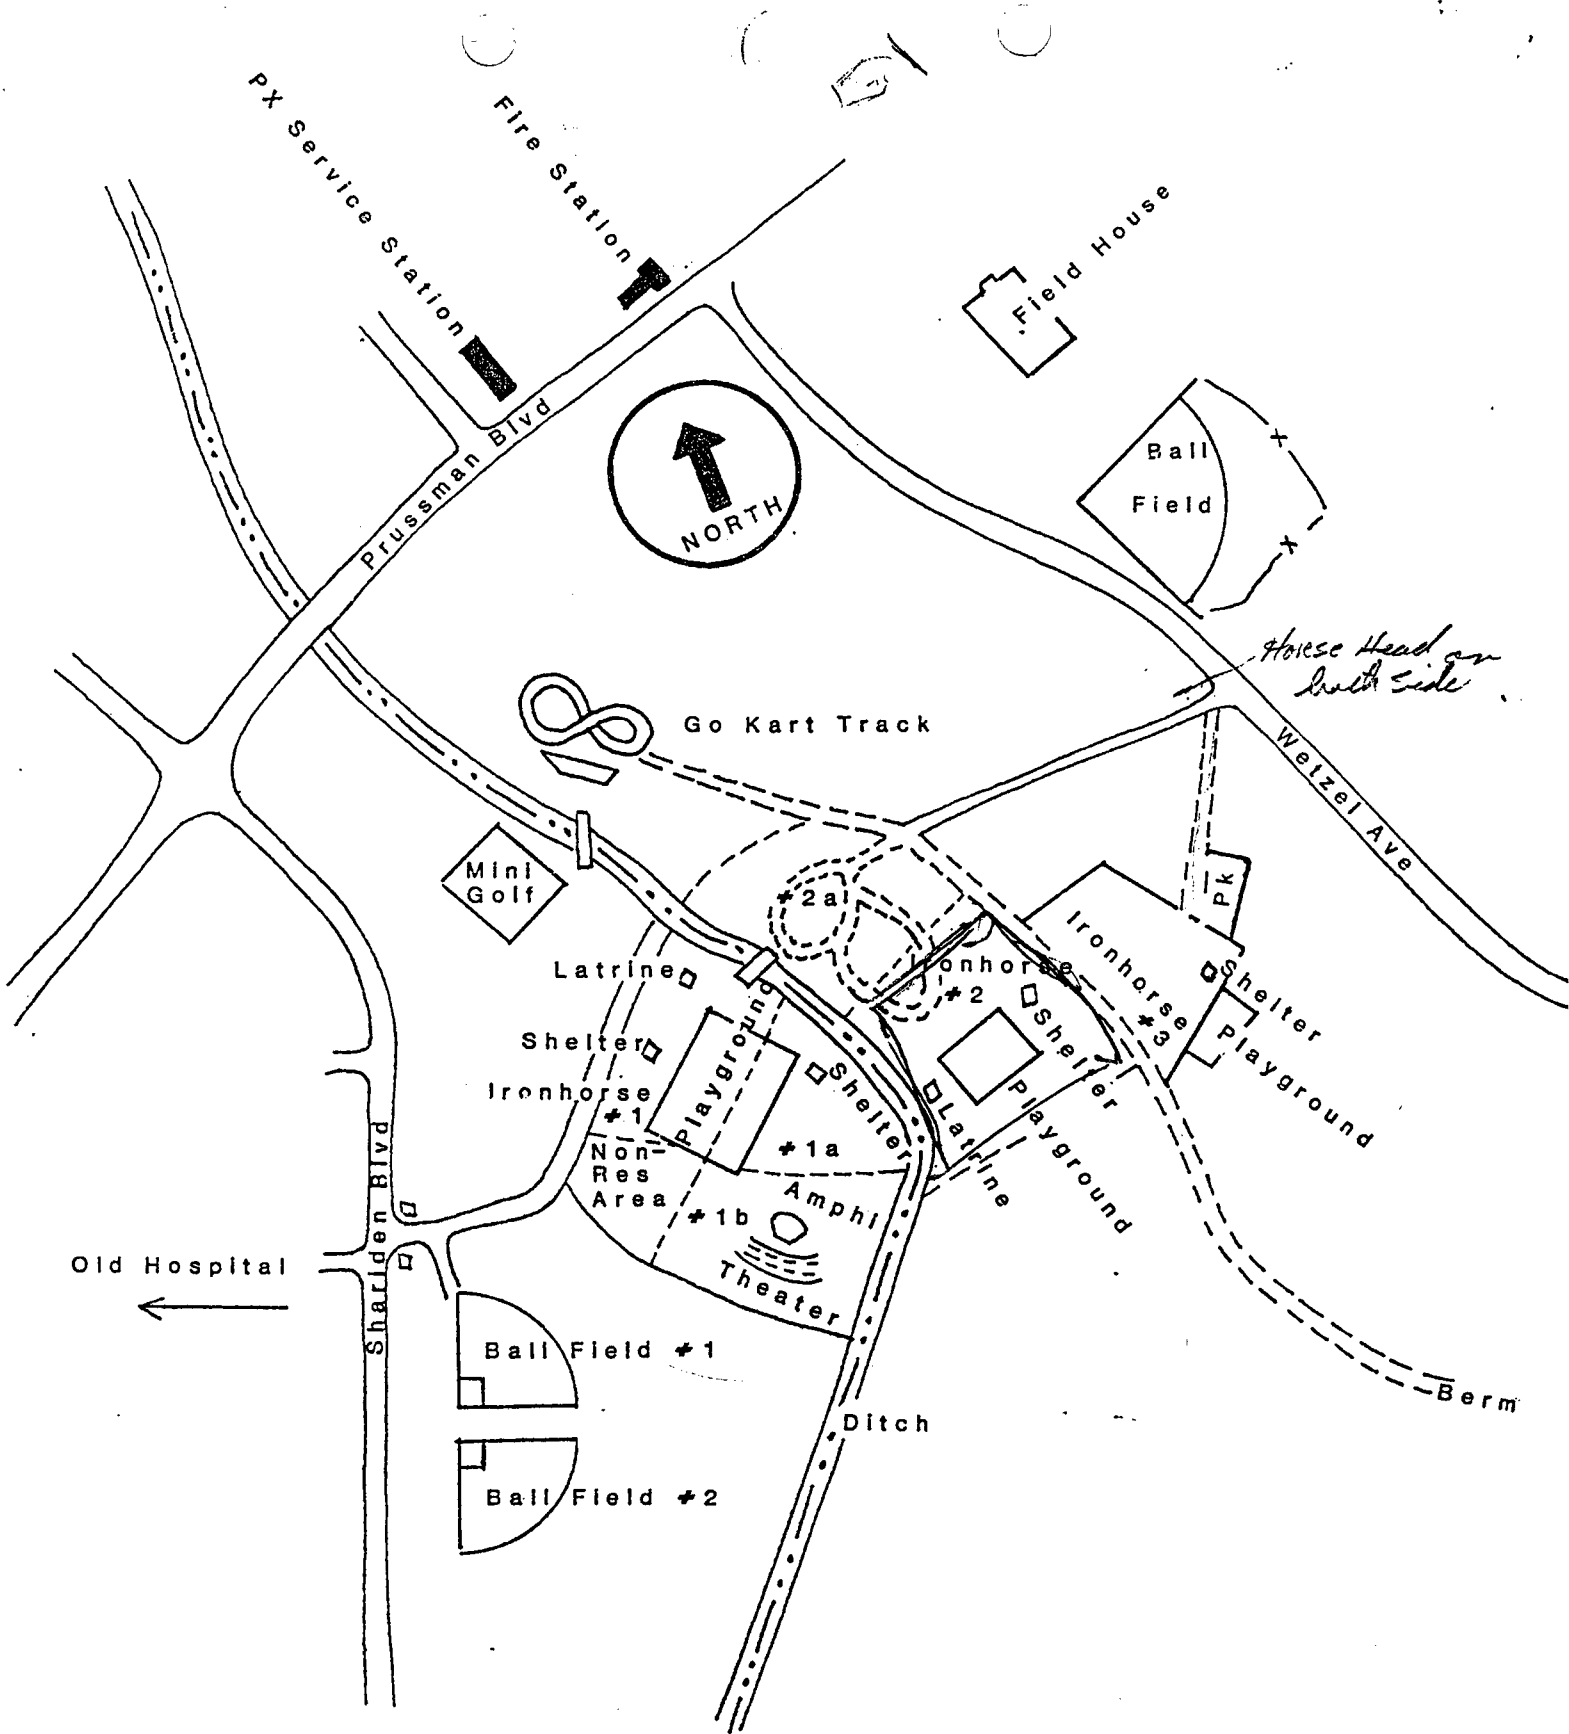 PX Service Station
Fire Station
Field House
Prussman Blvd
NORTH
Ball
Field
Horse Head on
both side
Go Kart Track
Wetzel Ave
Mini
Golf
#2a
Pk
Ironhorse
#3
Shelter
Playground
Ironhorse
#2
Shelter
Playground
Latrine
Latrine
Shelter
Playground
Shelter
Ironhorse
#1
Non-
Res
Area
#1a
Amphi
#1b
Theater
Shariden Blvd
Old Hospital
Ball Field #1
Ball Field #2
Ditch
Berm